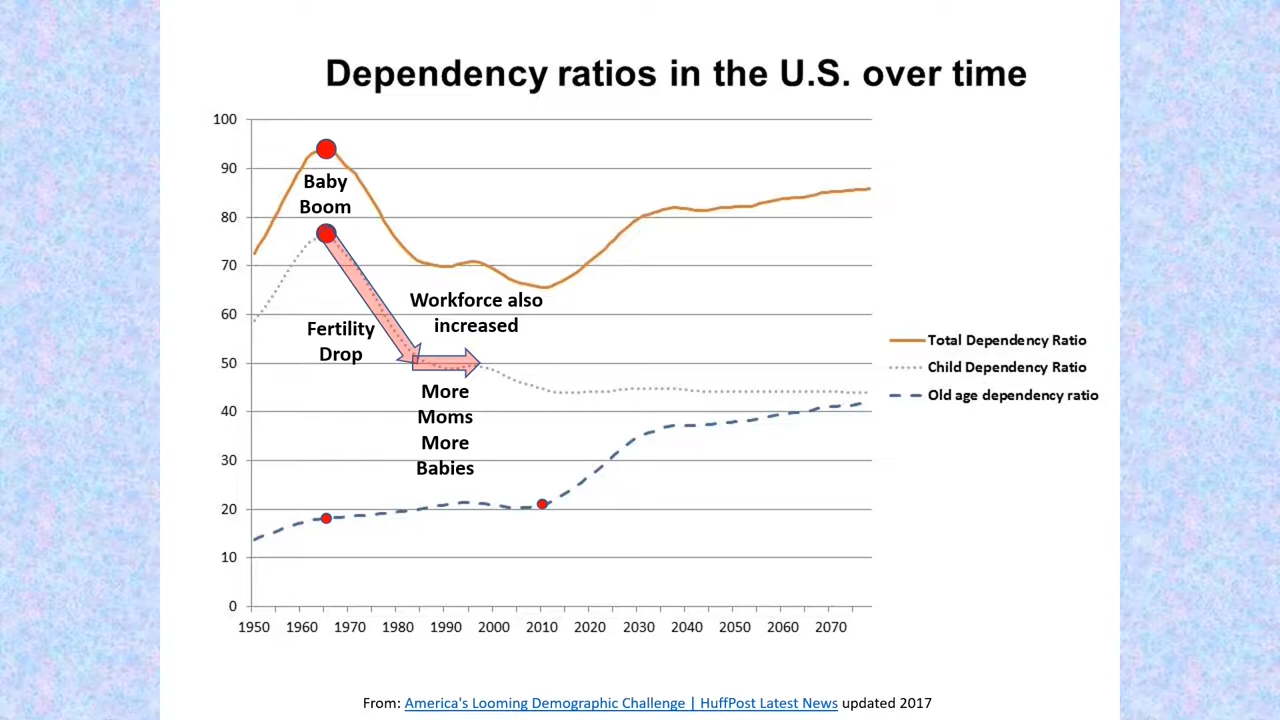 Dependency ratios in the U.S. over time
100
90
80
70
60
50
40
30
20
10
0
Baby
Boom
Workforce also
increased
Fertility
Drop
More
Moms
More
Babies
Total Dependency Ratio
Child Dependency Ratio
Old age dependency ratio
1950 1960 1970 1980 1990 2000 2010 2020 2030 2040 2050 2060 2070
From: America's Looming Demographic Challenge | HuffPost Latest News updated 2017